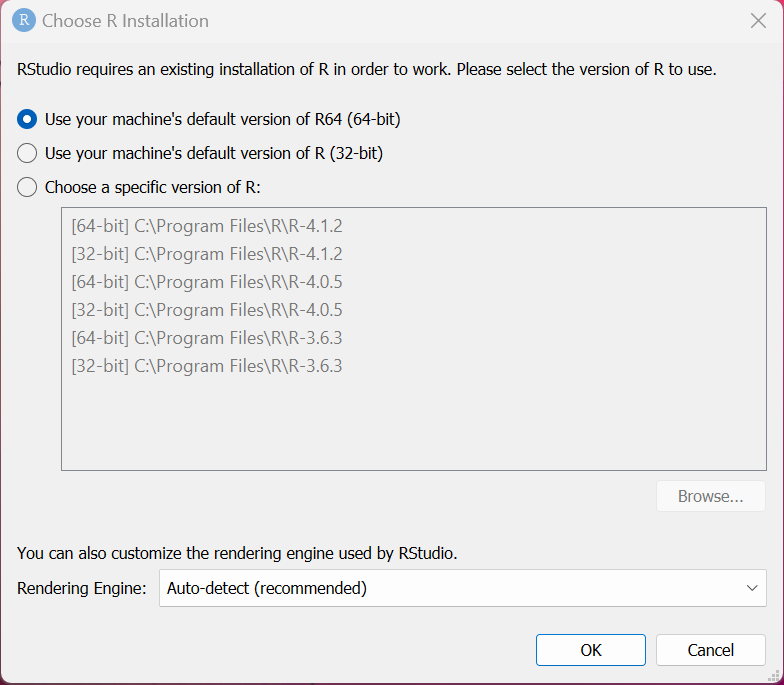 R Choose R Installation
RStudio requires an existing installation of R in order to work. Please select the version of R to use.
Use your machine's default version of R64 (64-bit)
Use your machine's default version of R (32-bit)
Choose a specific version of R:
[64-bit] C:\Program Files\R\R-4.1.2
[32-bit] C:\Program Files\R\R-4.1.2
[64-bit] C:\Program Files\R\R-4.0.5
[32-bit] C:\Program Files\R\R-4.0.5
[64-bit] C:\Program Files\R\R-3.6.3
[32-bit] C:\Program Files\R\R-3.6.3
Browse...
You can also customize the rendering engine used by RStudio.
Rendering Engine: Auto-detect (recommended)
OK Cancel